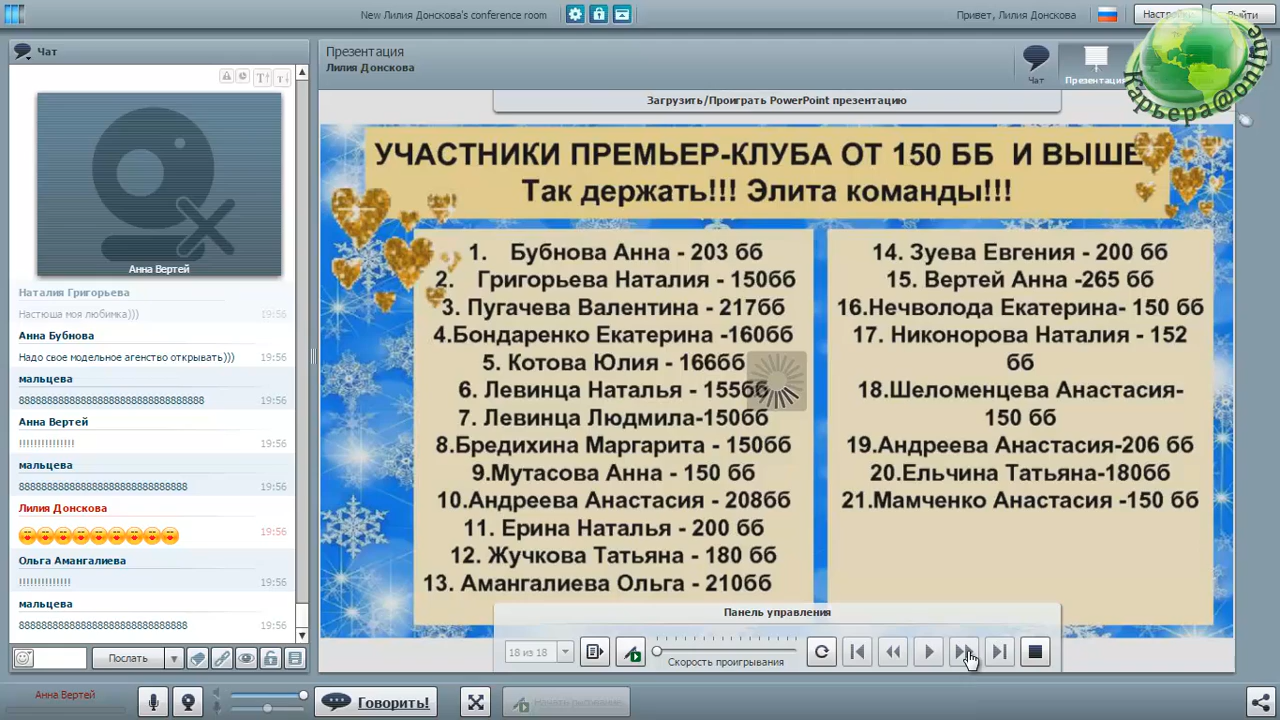 New Лилия Донскова's conference room
Привет, Лилия Донскова
Выйти
Карьера@online
Чат
Анна Вертей
Наталия Григорьева
Настюша моя любимка)))
19:56
Анна Бубнова
Надо свое модельное агенство открывать)))
19:56
мальцева
888888888888888888888888888888888
19:56
Анна Вертей
!!!!!!!!!!!!!!!
19:56
мальцева
888888888888888888888888888888
19:56
Лилия Донскова
19:56
Ольга Амангалиева
!!!!!!!!!!!!!!
19:56
мальцева
888888888888888888888888888888
19:56
Послать
Анна Вертей
Говорить!
Презентация
Лилия Донскова
Чат
Презентация
Загрузить/Проиграть PowerPoint презентацию
УЧАСТНИКИ ПРЕМЬЕР-КЛУБА ОТ 150 ББ И ВЫШЕ
Так держать!!! Элита команды!!!
1. Бубнова Анна - 203 бб
2. Григорьева Наталия - 150бб
3. Пугачева Валентина - 217бб
4.Бондаренко Екатерина -160бб
5. Котова Юлия - 166бб
6. Левинца Наталья - 155бб
7. Левинца Людмила-150бб
8.Бредихина Маргарита - 150бб
9.Мутасова Анна - 150 бб
10.Андреева Анастасия - 208бб
11. Ерина Наталья - 200 бб
12. Жучкова Татьяна - 180 бб
13. Амангалиева Ольга - 210бб
14. Зуева Евгения - 200 бб
15. Вертей Анна -265 бб
16.Нечволода Екатерина- 150 бб
17. Никонорова Наталия - 152
бб
18.Шеломенцева Анастасия-
150 бб
19.Андреева Анастасия-206 бб
20.Ельчина Татьяна-180бб
21.Мамченко Анастасия -150 бб
Панель управления
18 из 18
Скорость проигрывания